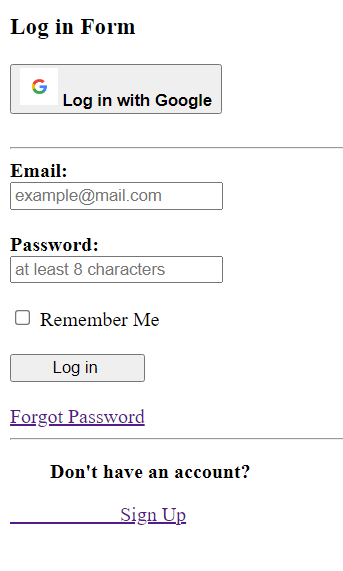 Log in Form
Log in with Google
Email:
example@mail.com
Password:
at least 8 characters
Remember Me
Log in
Forgot Password
Don't have an account?
Sign Up